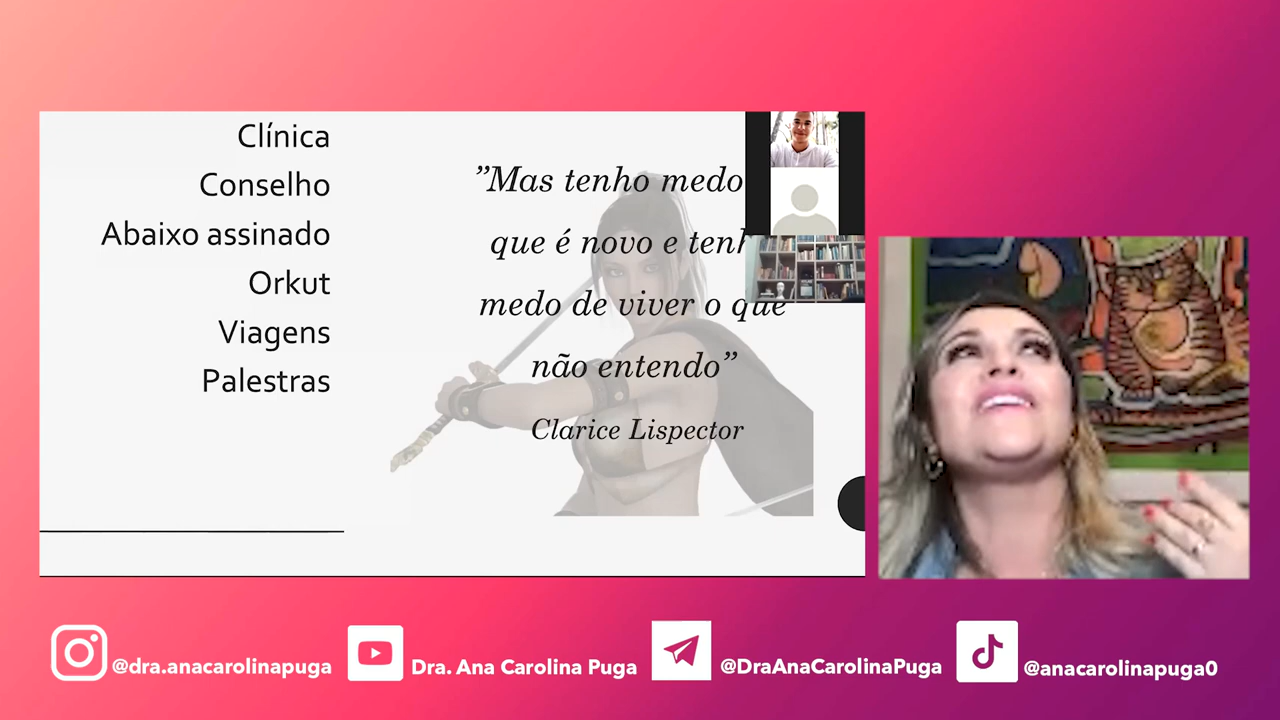 Clínica
Conselho
Abaixo assinado
Orkut
Viagens
Palestras
”Mas tenho medo
que é novo e
medo de viver o que
não entendo”
Clarice Lispector
@dra.anacarolinapuga
Dra. Ana Carolina Puga
@DraAnaCarolinaPuga
@anacarolinapuga0